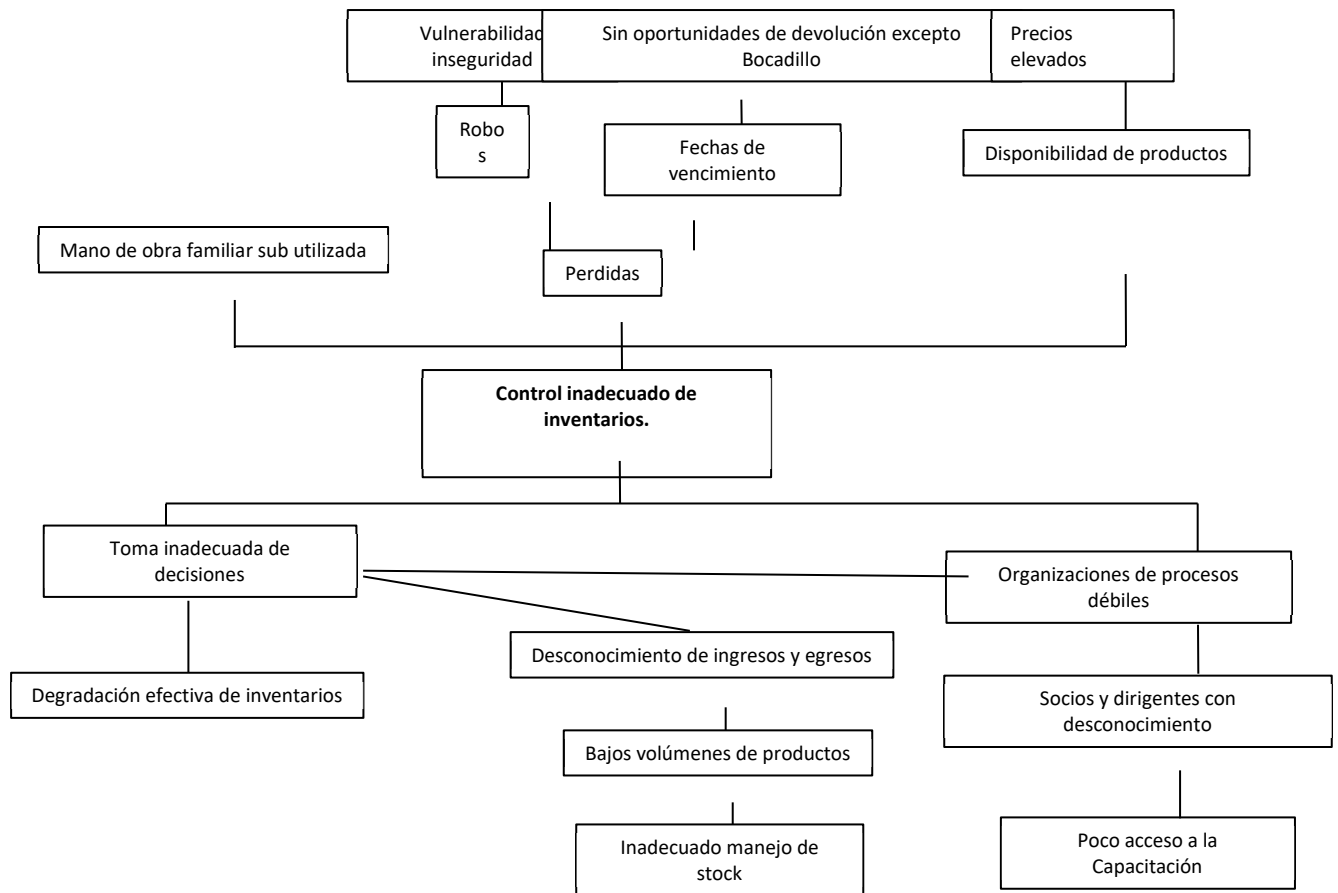 Vulnerabilidad
inseguridad
Sin oportunidades de devolución excepto
Bocadillo
Precios
elevados
Robo
s
Fechas de
vencimiento
Disponibilidad de productos
Mano de obra familiar sub utilizada
Perdidas
Control inadecuado de
inventarios.
Toma inadecuada de
decisiones
Organizaciones de procesos
débiles
Desconocimiento de ingresos y egresos
Degradación efectiva de inventarios
Socios y dirigentes con
desconocimiento
Bajos volúmenes de productos
Inadecuado manejo de
stock
Poco acceso a la
Capacitación